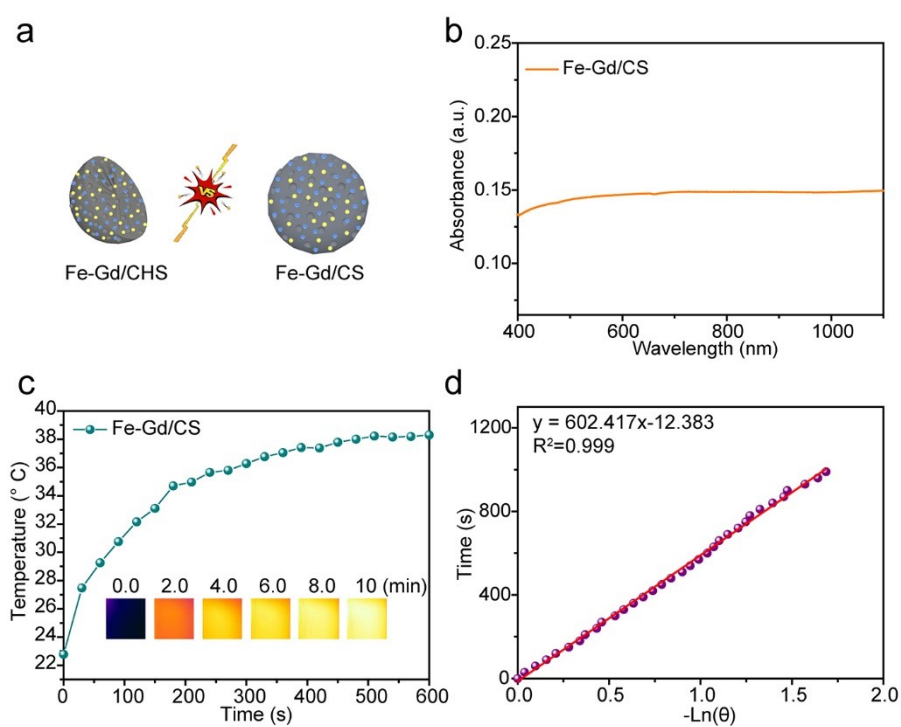 a
VS
Fe-Gd/CHS
Fe-Gd/CS
b
0.25
0.20
0.15
0.10
Absorbance (a.u.)
Fe-Gd/CS
400
600
800
1000
Wavelength (nm)
c
40
38
36
34
32
30
28
26
24
22
Temperature (° C)
Fe-Gd/CS
0.0 2.0 4.0 6.0 8.0 10 (min)
0 100 200 300 400 500 600
Time (s)
d
1200
800
400
0
Time (s)
y = 602.417x-12.383
R²=0.999
0.0 0.5 1.0 1.5 2.0
-Ln(θ)